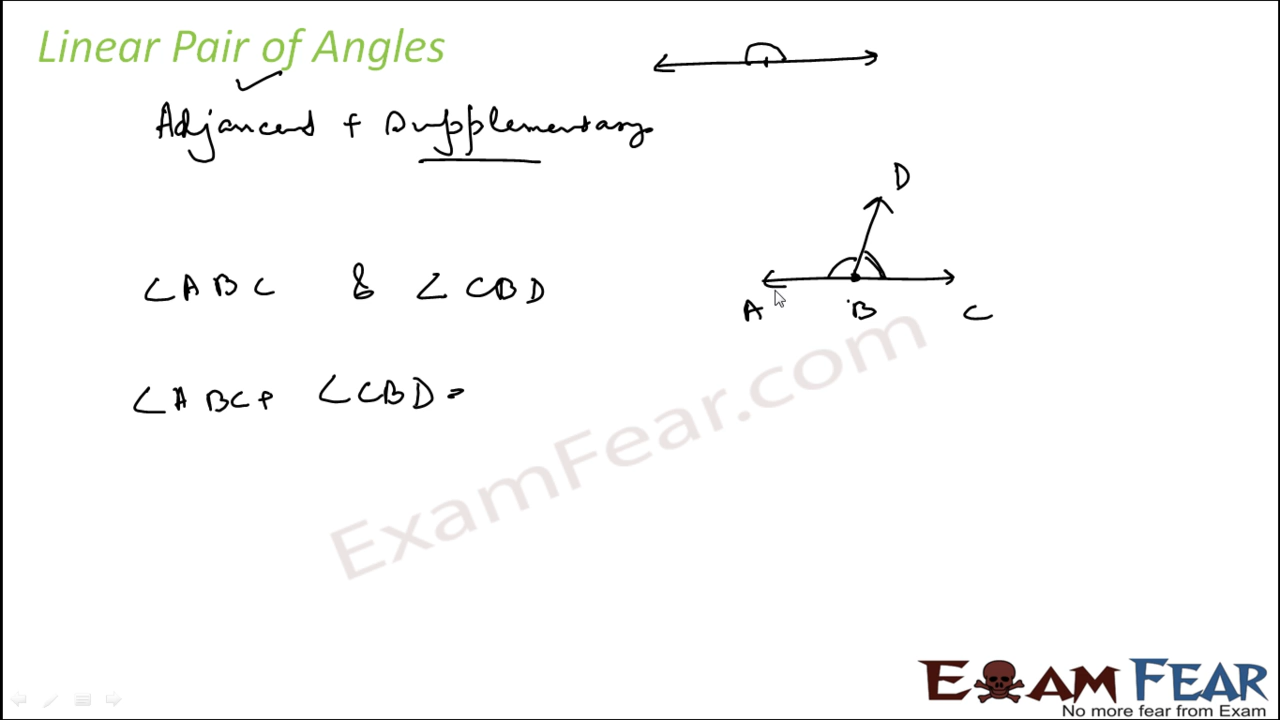 Linear Pair of Angles
Adjancent + Supplementary
D
∠ABC & ∠CBD
A B C
∠ABC + ∠CBD =
ExamFear.com
EXAM FEAR
No more fear from Exam